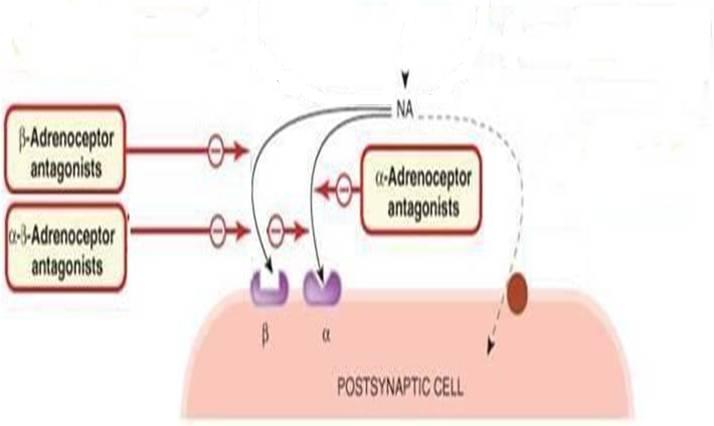 NA
β-Adrenoceptor
antagonists
α-Adrenoceptor
antagonists
α-β-Adrenoceptor
antagonists
β
α
POSTSYNAPTIC CELL